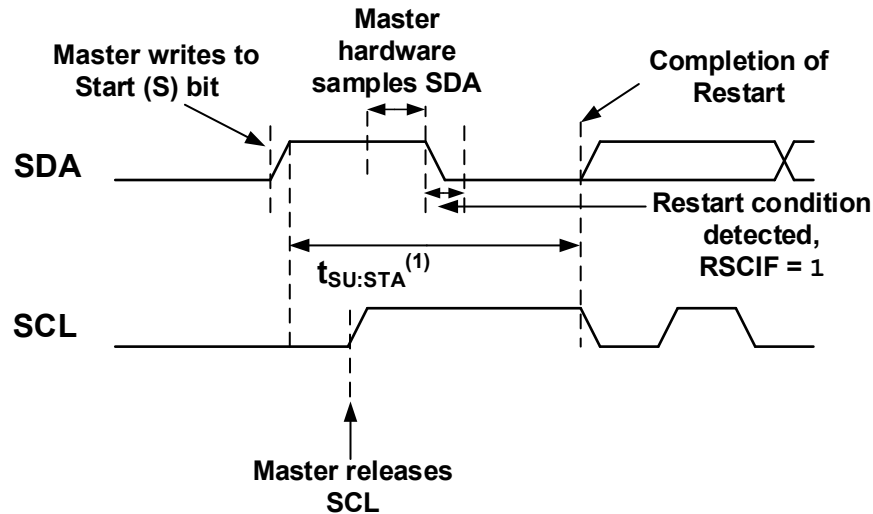 Master writes to
Start (S) bit
Master
hardware
samples SDA
Completion of
Restart
SDA
Restart condition
detected,
RSCIF = 1
tSU:STA(1)
SCL
Master releases
SCL